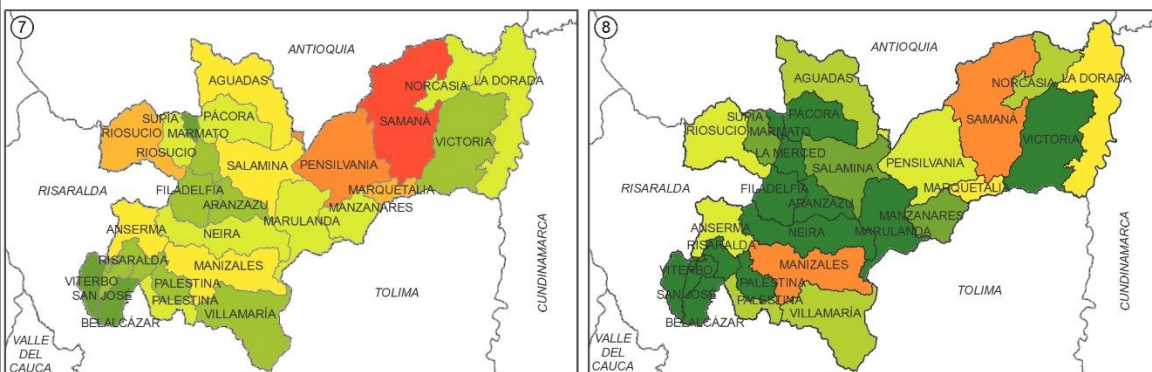 7
ANTIOQUIA
AGUADAS
NORCASIA
LA DORADA
SUPÍA
PÁCORA
RIOSUCIO
MARMATO
SAMANÁ
VICTORIA
RIOSUCIO
SALAMINA
PENSILVANIA
RISARALDA
FILADELFÍA
MARQUETALIA
ARANZAZU
MANZANARES
MARULANDA
ANSERMA
NEIRA
RISARALDA
MANIZALES
VITERBO
PALESTINA
SAN JOSÉ
PALESTINA
TOLIMA
CUNDINAMARCA
BELALCÁZAR
VILLAMARÍA
VALLE
DEL
CAUCA
8
ANTIOQUIA
AGUADAS
NORCASIA
LA DORADA
SUPÍA
PÁCORA
RIOSUCIO
MARMATO
SAMANÁ
VICTORIA
LA MERCED
SALAMINA
PENSILVANIA
RISARALDA
FILADELFÍA
MARQUETALIA
ARANZAZU
MANZANARES
ANSERMA
NEIRA
MARULANDA
RISARALDA
MANIZALES
VITERBO
PALESTINA
SAN JOSÉ
PALESTINA
TOLIMA
CUNDINAMARCA
BELALCÁZAR
VILLAMARÍA
VALLE
DEL
CAUCA